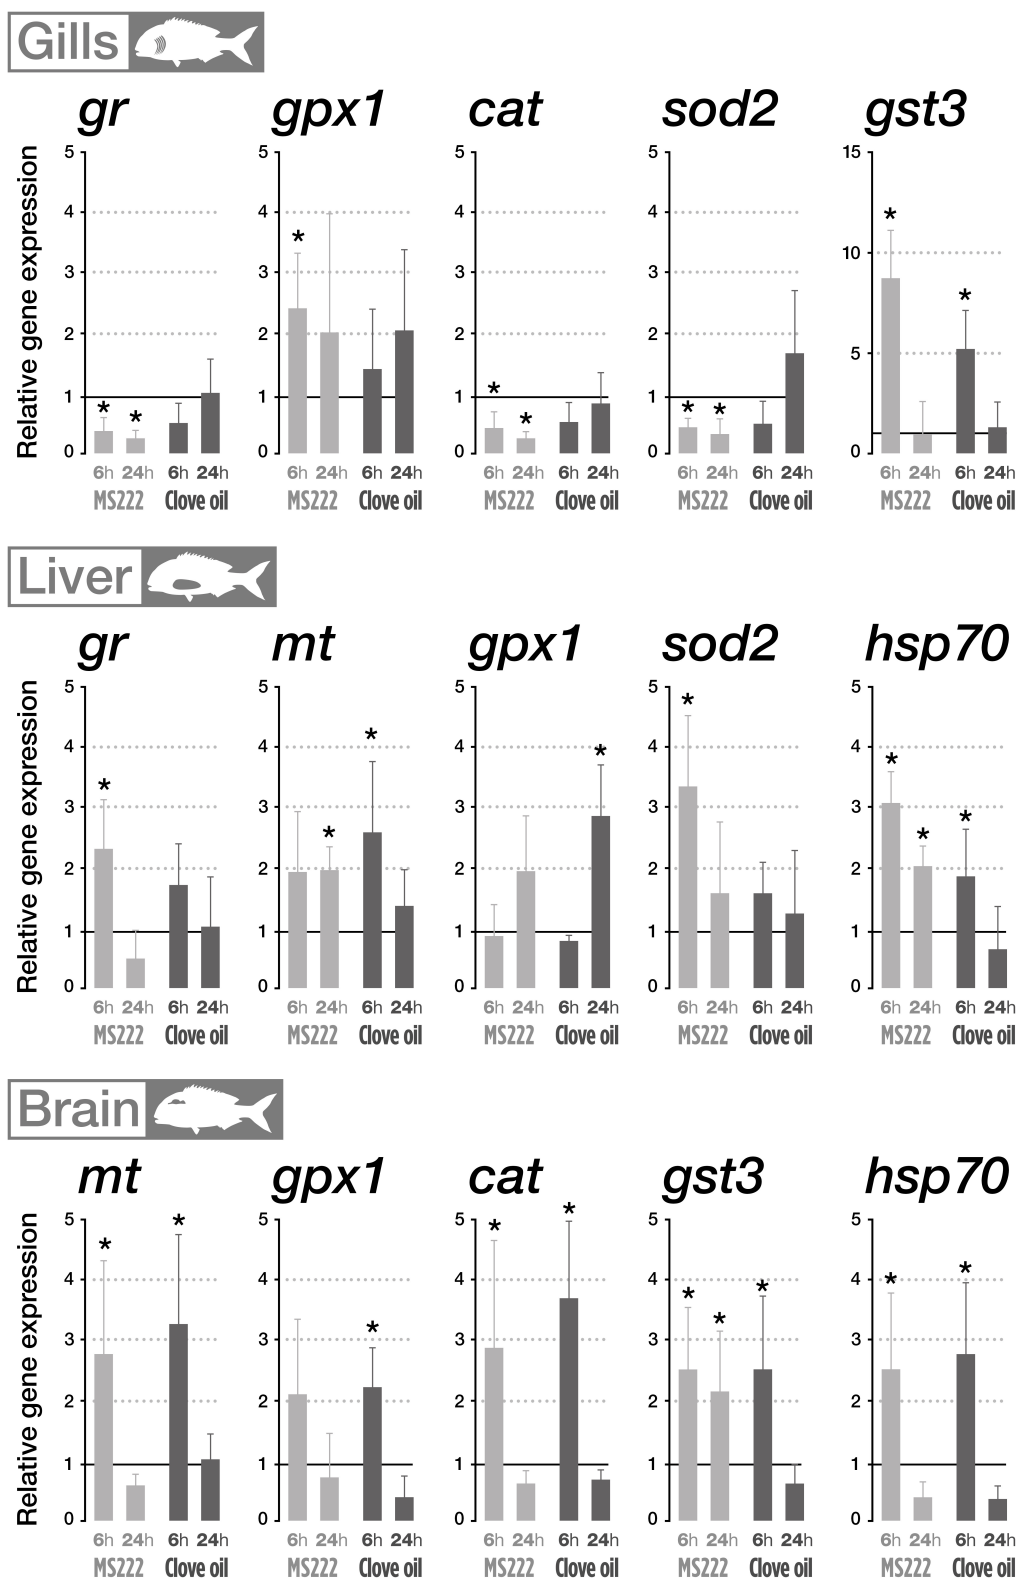 Gills
gr gpx1 cat sod2 gst3
Relative gene expression
5 5 5 5 15
4 4 4 4
3 3 3 3 10
2 2 2 2
5
1 1 1 1
0 0 0 0 0
* * * * * * * * * *
6h 24h 6h 24h 6h 24h 6h 24h 6h 24h 6h 24h 6h 24h 6h 24h 6h 24h 6h 24h
MS222 Clove oil MS222 Clove oil MS222 Clove oil MS222 Clove oil MS222 Clove oil
Liver
gr mt gpx1 sod2 hsp70
Relative gene expression
5 5 5 5 5
4 4 4 4 4
3 3 3 3 3
2 2 2 2 2
1 1 1 1 1
0 0 0 0 0
* * * * * * * *
6h 24h 6h 24h 6h 24h 6h 24h 6h 24h 6h 24h 6h 24h 6h 24h 6h 24h 6h 24h
MS222 Clove oil MS222 Clove oil MS222 Clove oil MS222 Clove oil MS222 Clove oil
Brain
mt gpx1 cat gst3 hsp70
Relative gene expression
5 5 5 5 5
4 4 4 4 4
3 3 3 3 3
2 2 2 2 2
1 1 1 1 1
0 0 0 0 0
* * * * * * * * * *
6h 24h 6h 24h 6h 24h 6h 24h 6h 24h 6h 24h 6h 24h 6h 24h 6h 24h 6h 24h
MS222 Clove oil MS222 Clove oil MS222 Clove oil MS222 Clove oil MS222 Clove oil